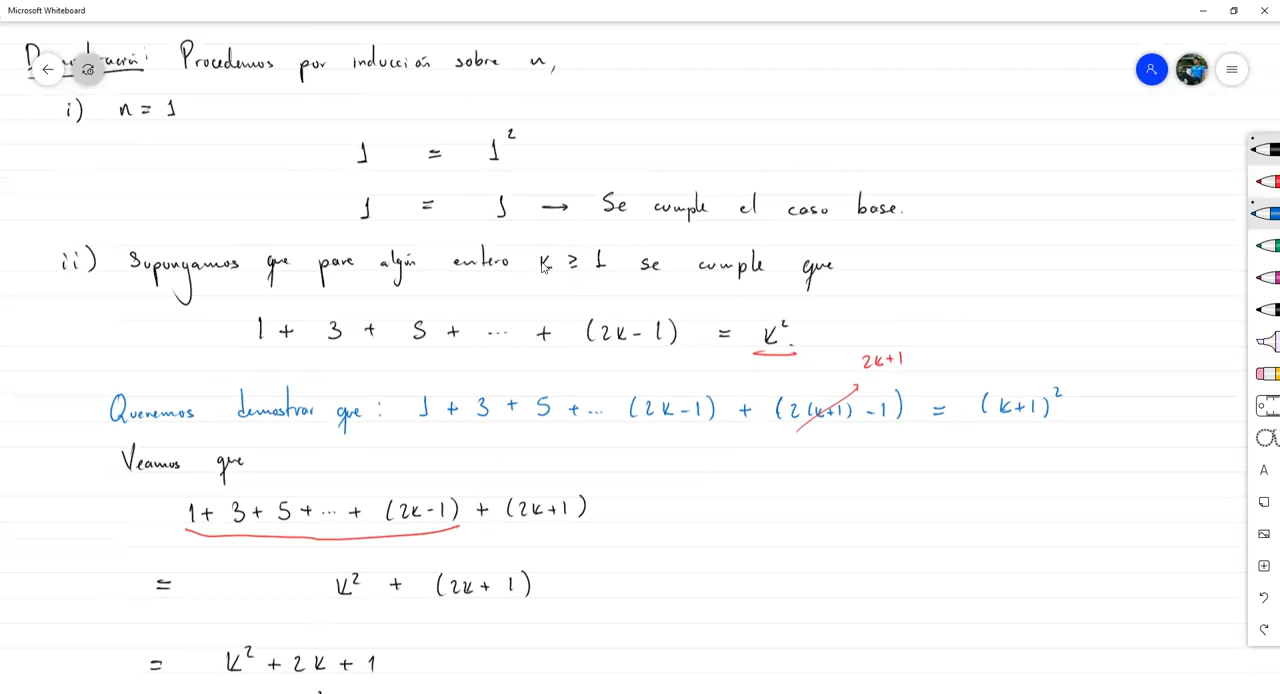 Microsoft Whiteboard
Procedemos por inducción sobre n,
i) n = 1
1 = 1²
1 = 1 → Se cumple el caso base.
ii) Supongamos que para algún entero k ≥ 1 se cumple que
1 + 3 + 5 + ... + (2k - 1) = k².
2k+1
Queremos demostrar que: 1 + 3 + 5 + ... (2k-1) + (2(k+1) -1) = (k+1)²
Veamos que
1 + 3 + 5 + ... + (2k-1) + (2k+1)
= k² + (2k + 1)
= k² + 2k + 1